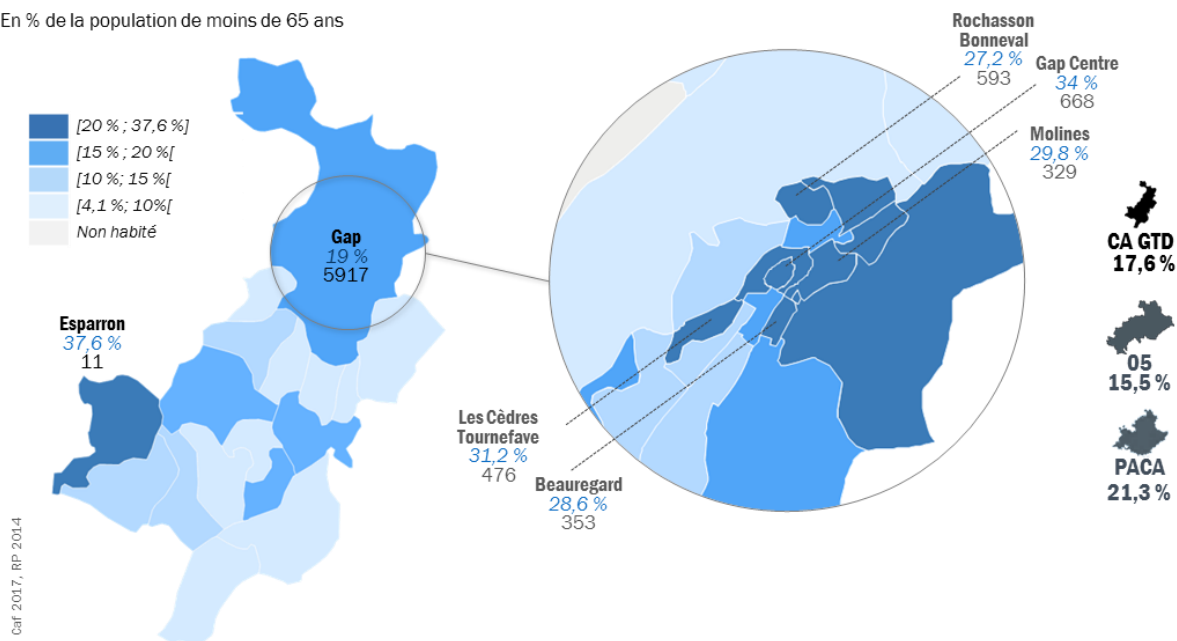 En % de la population de moins de 65 ans
[20 % ; 37,6 %]
[15 % ; 20 %[
[10 %; 15 %[
[4,1 %; 10%[
Non habité
Gap
19 %
5917
Esparron
37,6 %
11
Rochasson
Bonneval
27,2 %
593
Gap Centre
34 %
668
Molines
29,8 %
329
Les Cèdres
Tournefave
31,2 %
476
Beauregard
28,6 %
353
CA GTD
17,6 %
05
15,5 %
PACA
21,3 %
Caf 2017, RP 2014